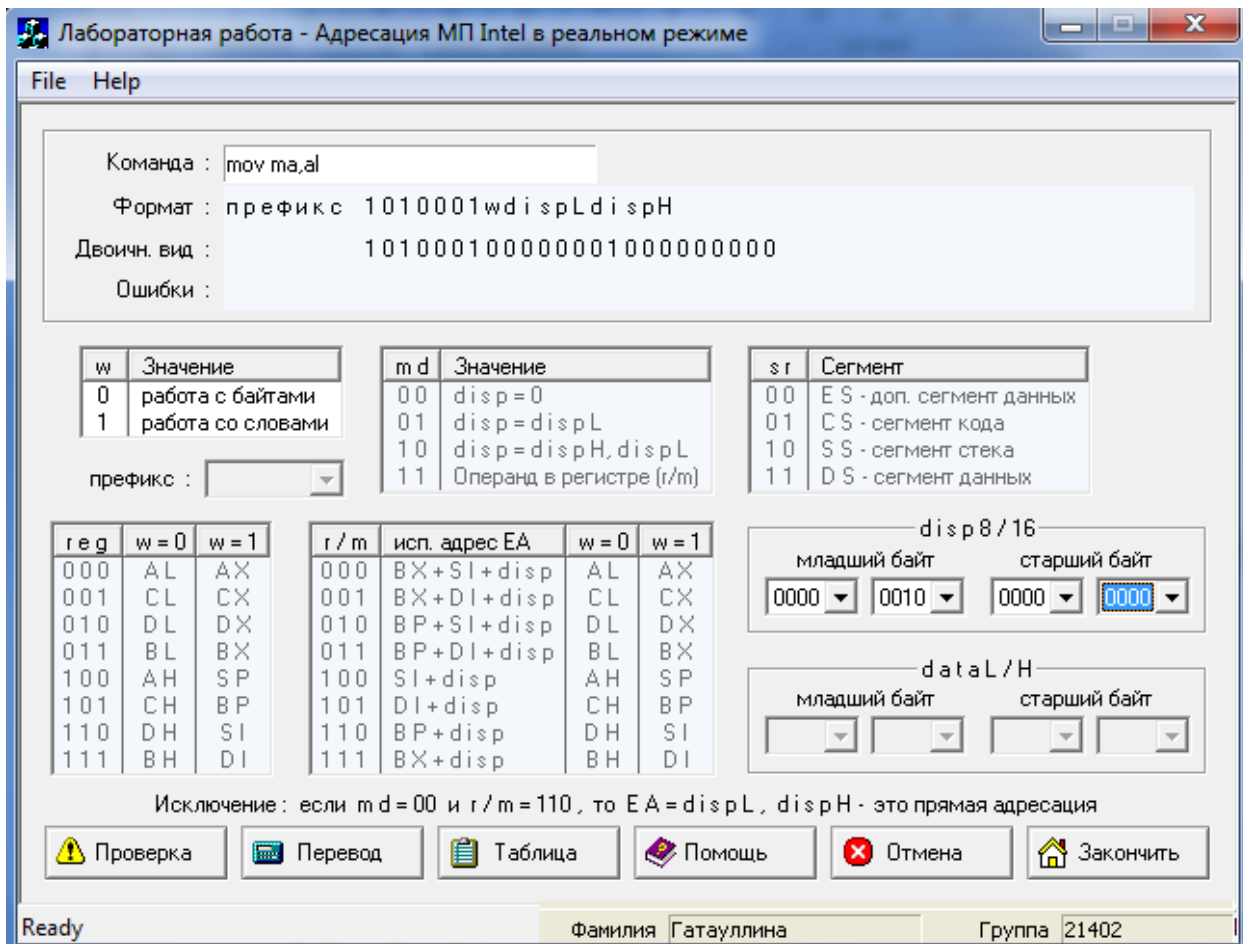 Лабораторная работа - Адресация МП Intel в реальном режиме
File Help
Команда : mov ma,al
Формат : префикс 1010001wdispLdispH
Двоичн. вид : 101000100000001000000000
Ошибки :
w Значение
0 работа с байтами
1 работа со словами
префикс :
md Значение
00 disp=0
01 disp=dispL
10 disp=dispH,dispL
11 Операнд в регистре (r/m)
sr Сегмент
00 ES - доп. сегмент данных
01 CS - сегмент кода
10 SS - сегмент стека
11 DS - сегмент данных
reg w=0 w=1
000 AL AX
001 CL CX
010 DL DX
011 BL BX
100 AH SP
101 CH BP
110 DH SI
111 BH DI
r/m исп. адрес EA w=0 w=1
000 BX+SI+disp AL AX
001 BX+DI+disp CL CX
010 BP+SI+disp DL DX
011 BP+DI+disp BL BX
100 SI+disp AH SP
101 DI+disp CH BP
110 BP+disp DH SI
111 BX+disp BH DI
disp8/16
младший байт старший байт
0000 0010 0000 0000
dataL/H
младший байт старший байт
Исключение : если md=00 и r/m=110, то EA=dispL, dispH - это прямая адресация
Проверка Перевод Таблица Помощь Отмена Закончить
Ready Фамилия Гатауллина Группа 21402